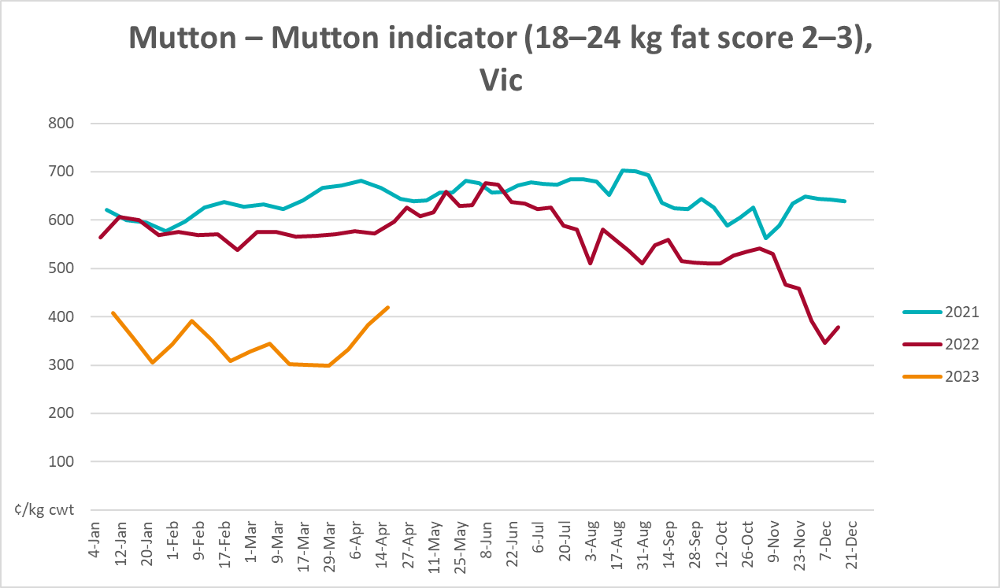 Mutton – Mutton indicator (18–24 kg fat score 2–3),
Vic
800
700
600
500
400
300
200
100
¢/kg cwt
4-Jan
12-Jan
20-Jan
1-Feb
9-Feb
17-Feb
1-Mar
9-Mar
17-Mar
29-Mar
6-Apr
14-Apr
27-Apr
11-May
25-May
8-Jun
22-Jun
6-Jul
20-Jul
3-Aug
17-Aug
31-Aug
14-Sep
28-Sep
12-Oct
26-Oct
9-Nov
23-Nov
7-Dec
21-Dec
2021
2022
2023